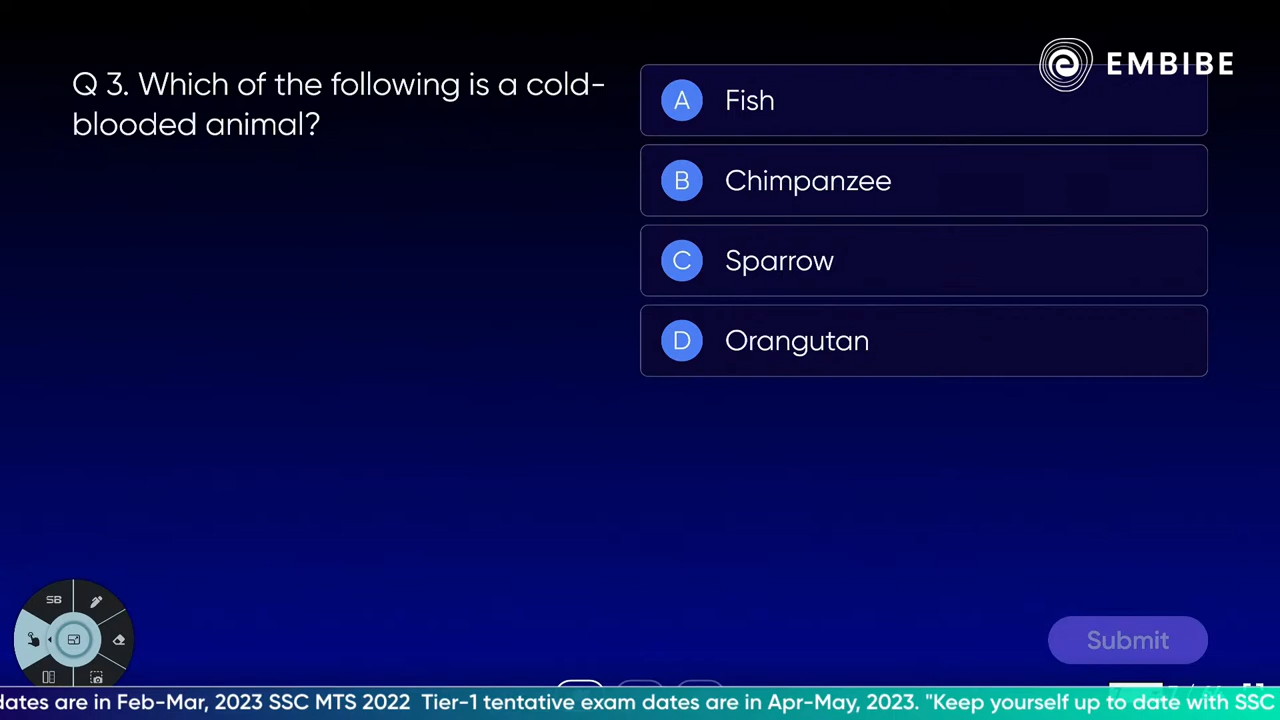 EMBIBE
Q 3. Which of the following is a cold-
blooded animal?
A Fish
B Chimpanzee
C Sparrow
D Orangutan
SB
Submit
dates are in Feb-Mar, 2023 SSC MTS 2022 Tier-1 tentative exam dates are in Apr-May, 2023. "Keep yourself up to date with SSC